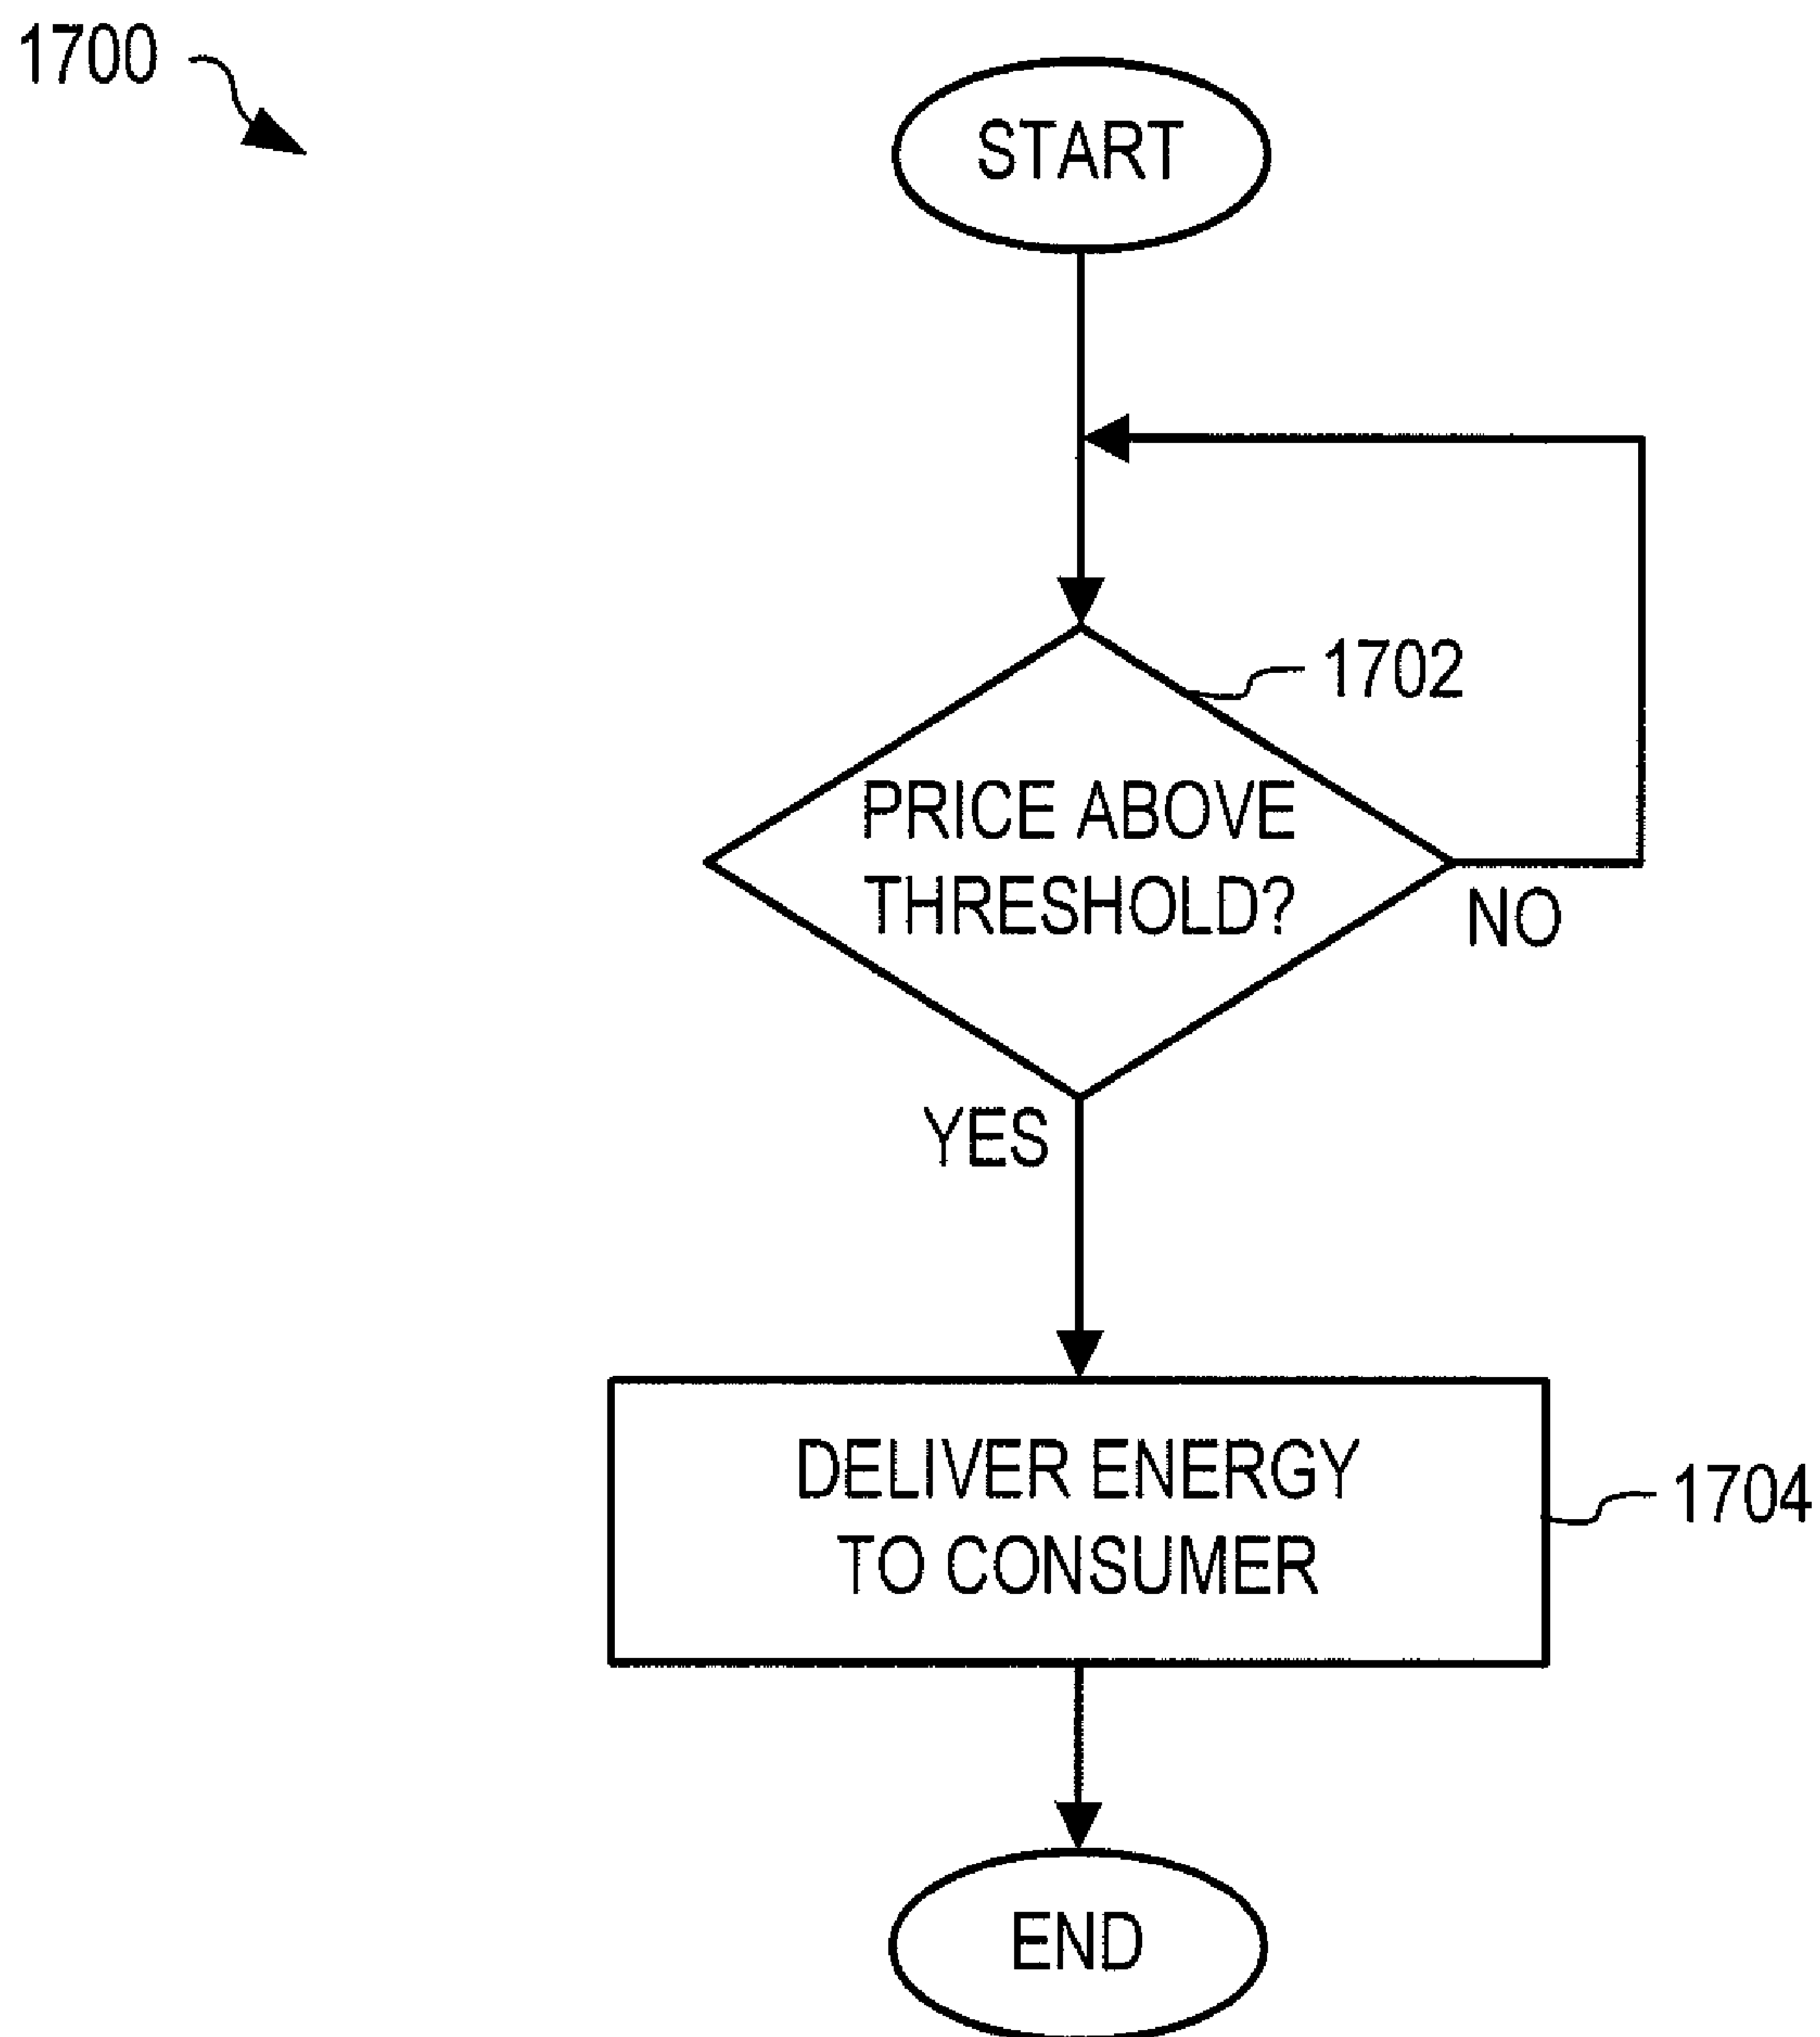 1700
START
1702
PRICE ABOVE
THRESHOLD?
NO
YES
DELIVER ENERGY
TO CONSUMER
1704
END